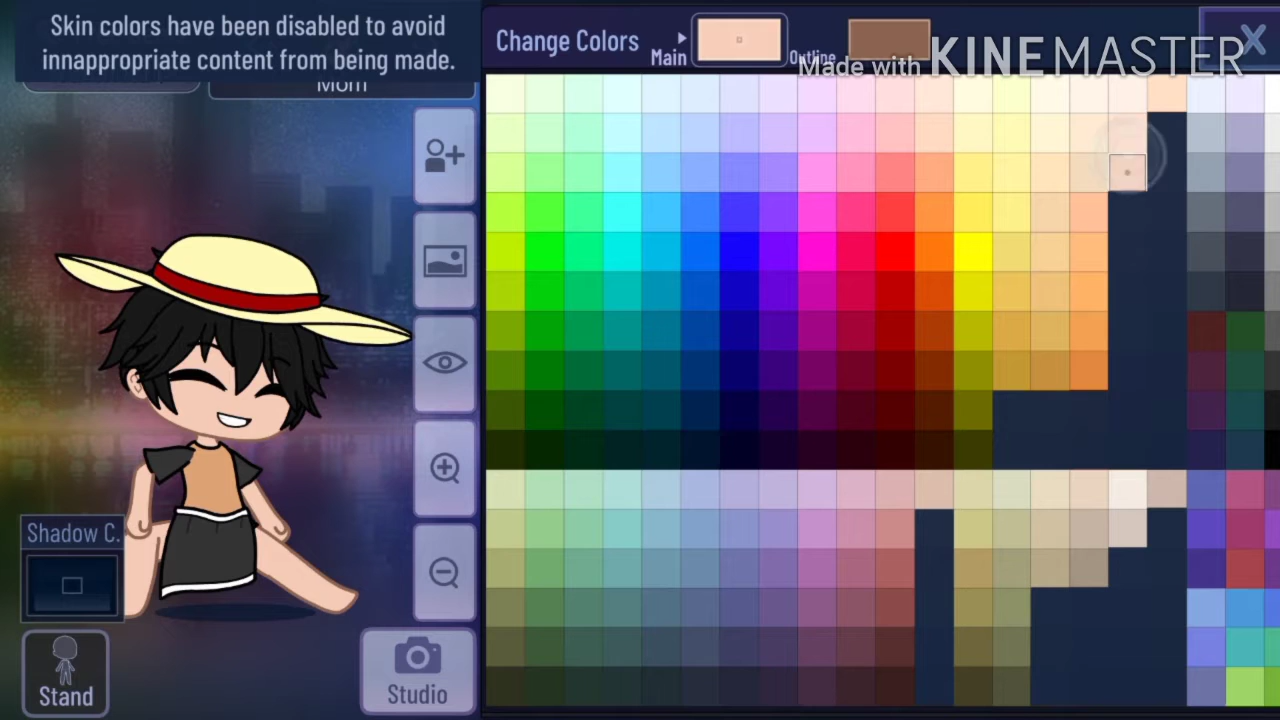 Skin colors have been disabled to avoid
innappropriate content from being made.
Mom
Change Colors
Main
Outline
Made with KINEMASTER
X
Shadow C.
Stand
Studio